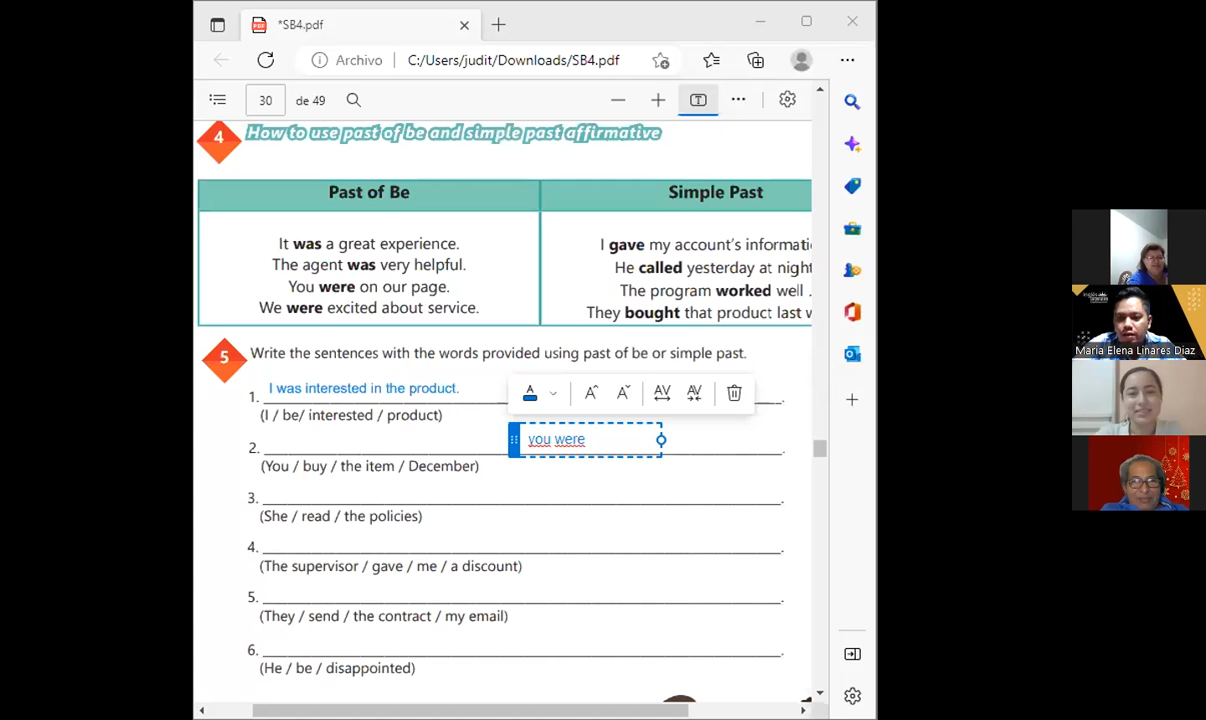 *SB4.pdf
Archivo
C:/Users/judit/Downloads/SB4.pdf
30 de 49
4
How to use past of be and simple past affirmative
Past of Be
Simple Past
It was a great experience.
The agent was very helpful.
You were on our page.
We were excited about service.
I gave my account's informati
He called yesterday at night
The program worked well .
They bought that product last w
5
Write the sentences with the words provided using past of be or simple past.
1. I was interested in the product.
(I / be/ interested / product)
you were
2.
(You / buy / the item / December)
3.
(She / read / the policies)
4.
(The supervisor / gave / me / a discount)
5.
(They / send / the contract / my email)
6.
(He / be / disappointed)
Maria Elena Linares Diaz